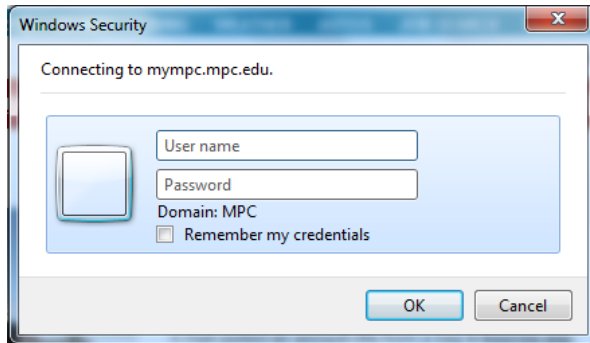 Windows Security
Connecting to mympc.mpc.edu.
User name
Password
Domain: MPC
Remember my credentials
OK
Cancel